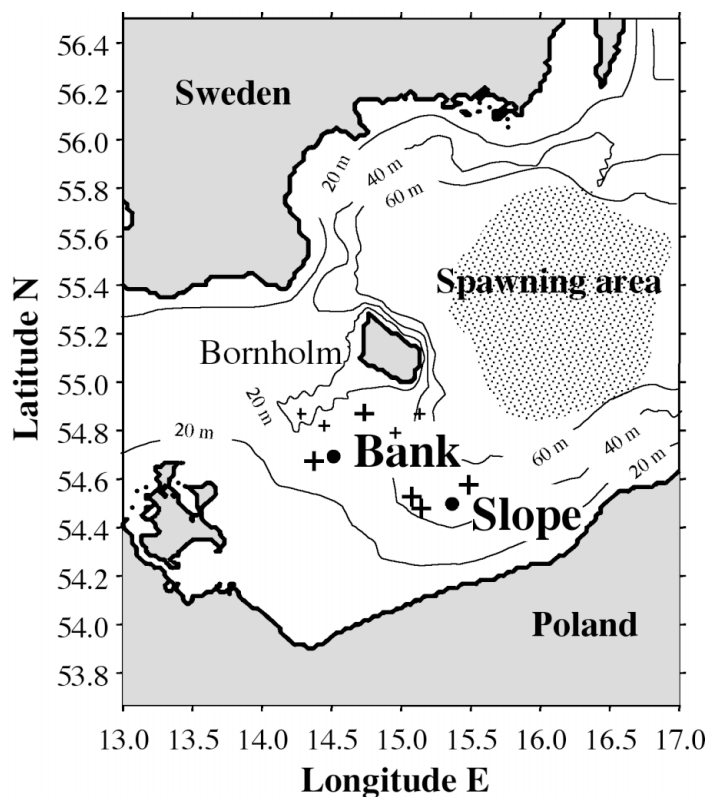 56.4
56.2
56.0
55.8
55.6
55.4
55.2
55.0
54.8
54.6
54.4
54.2
54.0
53.8
Latitude N
Sweden
20 m
40 m
60 m
Spawning area
Bornholm
20 m
20 m
Bank
60 m
40 m
20 m
Slope
Poland
13.0 13.5 14.0 14.5 15.0 15.5 16.0 16.5 17.0
Longitude E